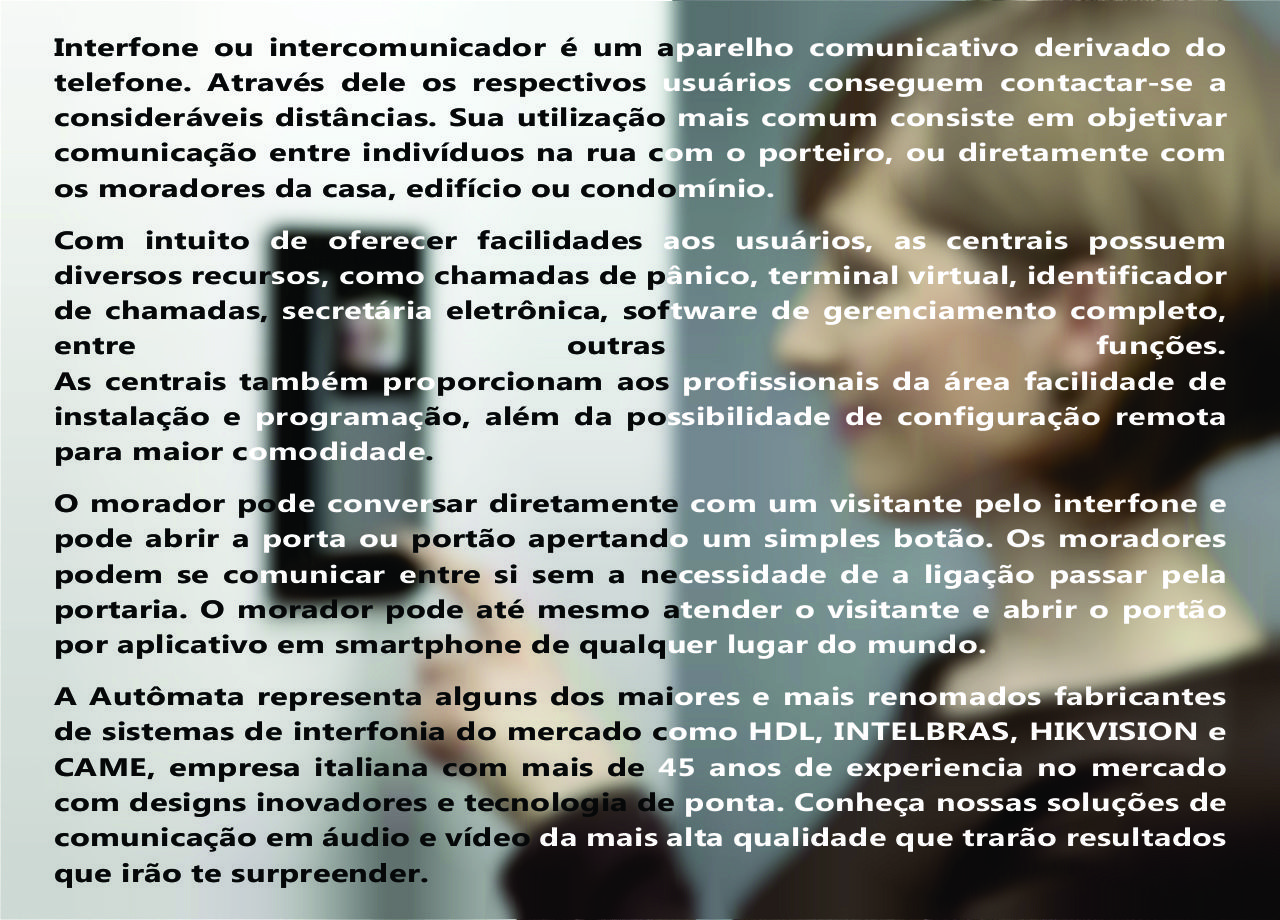 Interfone ou intercomunicador é um aparelho comunicativo derivado do
telefone. Através dele os respectivos usuários conseguem contactar-se a
consideráveis distâncias. Sua utilização mais comum consiste em objetivar
comunicação entre indivíduos na rua com o porteiro, ou diretamente com
os moradores da casa, edifício ou condomínio.
Com intuito de oferecer facilidades aos usuários, as centrais possuem
diversos recursos, como chamadas de pânico, terminal virtual, identificador
de chamadas, secretária eletrônica, software de gerenciamento completo,
entre outras funções.
As centrais também proporcionam aos profissionais da área facilidade de
instalação e programação, além da possibilidade de configuração remota
para maior comodidade.
O morador pode conversar diretamente com um visitante pelo interfone e
pode abrir a porta ou portão apertando um simples botão. Os moradores
podem se comunicar entre si sem a necessidade de a ligação passar pela
portaria. O morador pode até mesmo atender o visitante e abrir o portão
por aplicativo em smartphone de qualquer lugar do mundo.
A Autômata representa alguns dos maiores e mais renomados fabricantes
de sistemas de interfonia do mercado como HDL, INTELBRAS, HIKVISION e
CAME, empresa italiana com mais de 45 anos de experiencia no mercado
com designs inovadores e tecnologia de ponta. Conheça nossas soluções de
comunicação em áudio e vídeo da mais alta qualidade que trarão resultados
que irão te surpreender.